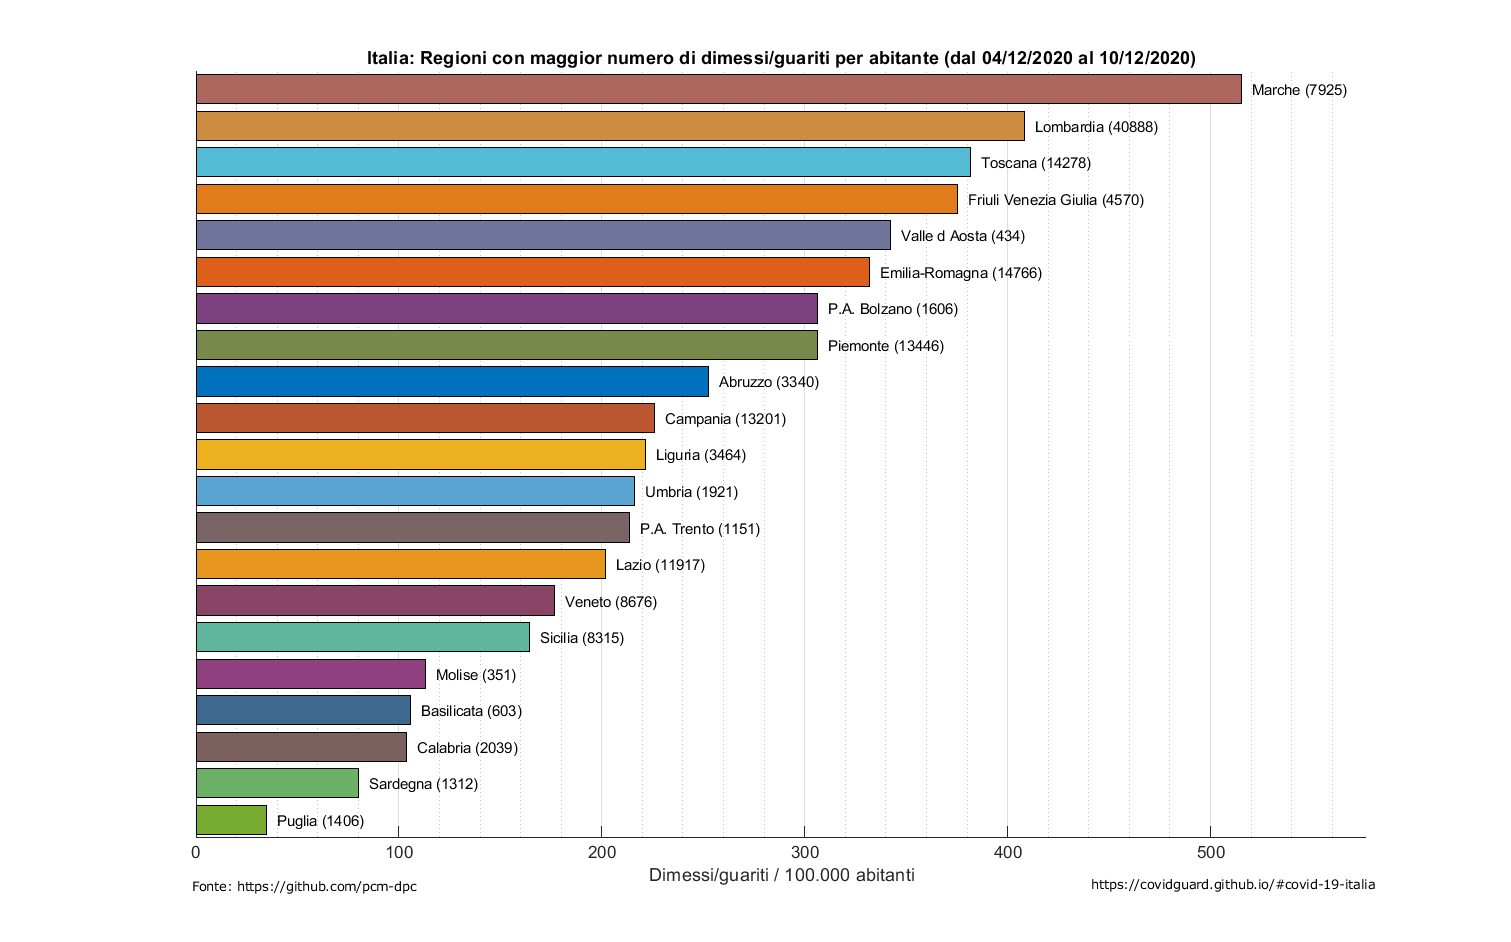 Italia: Regioni con maggior numero di dimessi/guariti per abitante (dal 04/12/2020 al 10/12/2020)
Marche (7925)
Lombardia (40888)
Toscana (14278)
Friuli Venezia Giulia (4570)
Valle d Aosta (434)
Emilia-Romagna (14766)
P.A. Bolzano (1606)
Piemonte (13446)
Abruzzo (3340)
Campania (13201)
Liguria (3464)
Umbria (1921)
P.A. Trento (1151)
Lazio (11917)
Veneto (8676)
Sicilia (8315)
Molise (351)
Basilicata (603)
Calabria (2039)
Sardegna (1312)
Puglia (1406)
0 100 200 300 400 500
Dimessi/guariti / 100.000 abitanti
Fonte: https://github.com/pcm-dpc
https://covidguard.github.io/#covid-19-italia